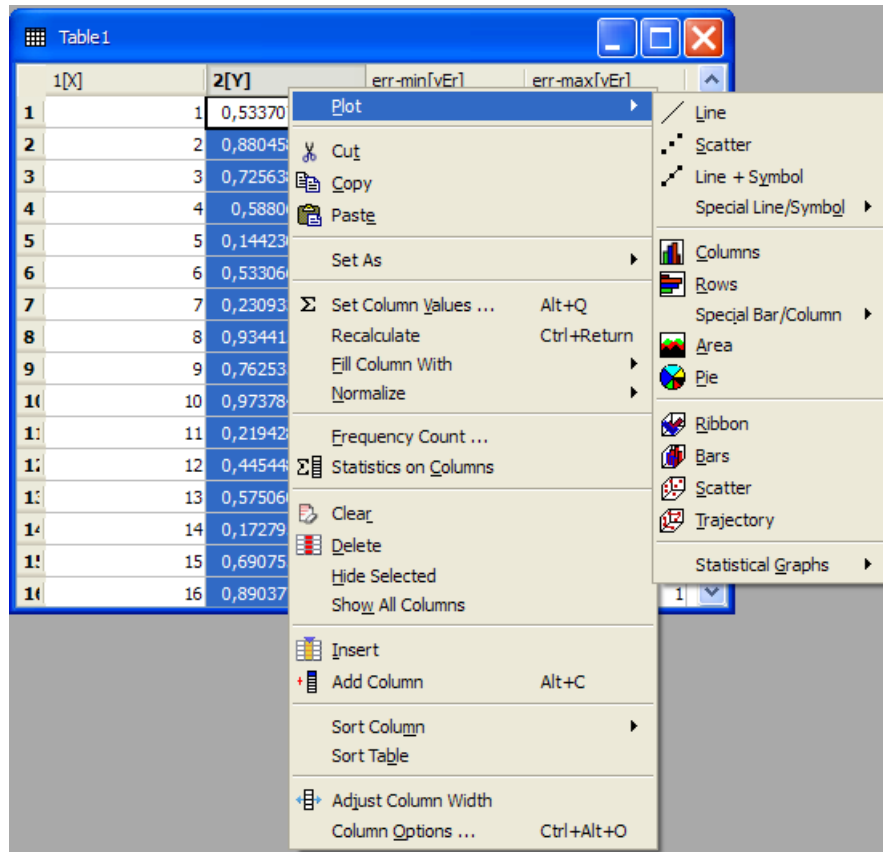 Table1
1[X] 2[Y] err-min[yEr] err-max[yEr]
1 1 0,53370
2 2 0,88045
3 3 0,72563
4 4 0,5880
5 5 0,14423
6 6 0,53306
7 7 0,23093
8 8 0,93441
9 9 0,76253
10 0,97378
11 0,21942
12 0,44544
13 0,57506
14 0,17279
15 0,69075
16 0,89037 1
Plot
Cut
Copy
Paste
Set As
Set Column Values ... Alt+Q
Recalculate Ctrl+Return
Fill Column With
Normalize
Frequency Count ...
Statistics on Columns
Clear
Delete
Hide Selected
Show All Columns
Insert
Add Column Alt+C
Sort Column
Sort Table
Adjust Column Width
Column Options ... Ctrl+Alt+O
Line
Scatter
Line + Symbol
Special Line/Symbol
Columns
Rows
Special Bar/Column
Area
Pie
Ribbon
Bars
Scatter
Trajectory
Statistical Graphs